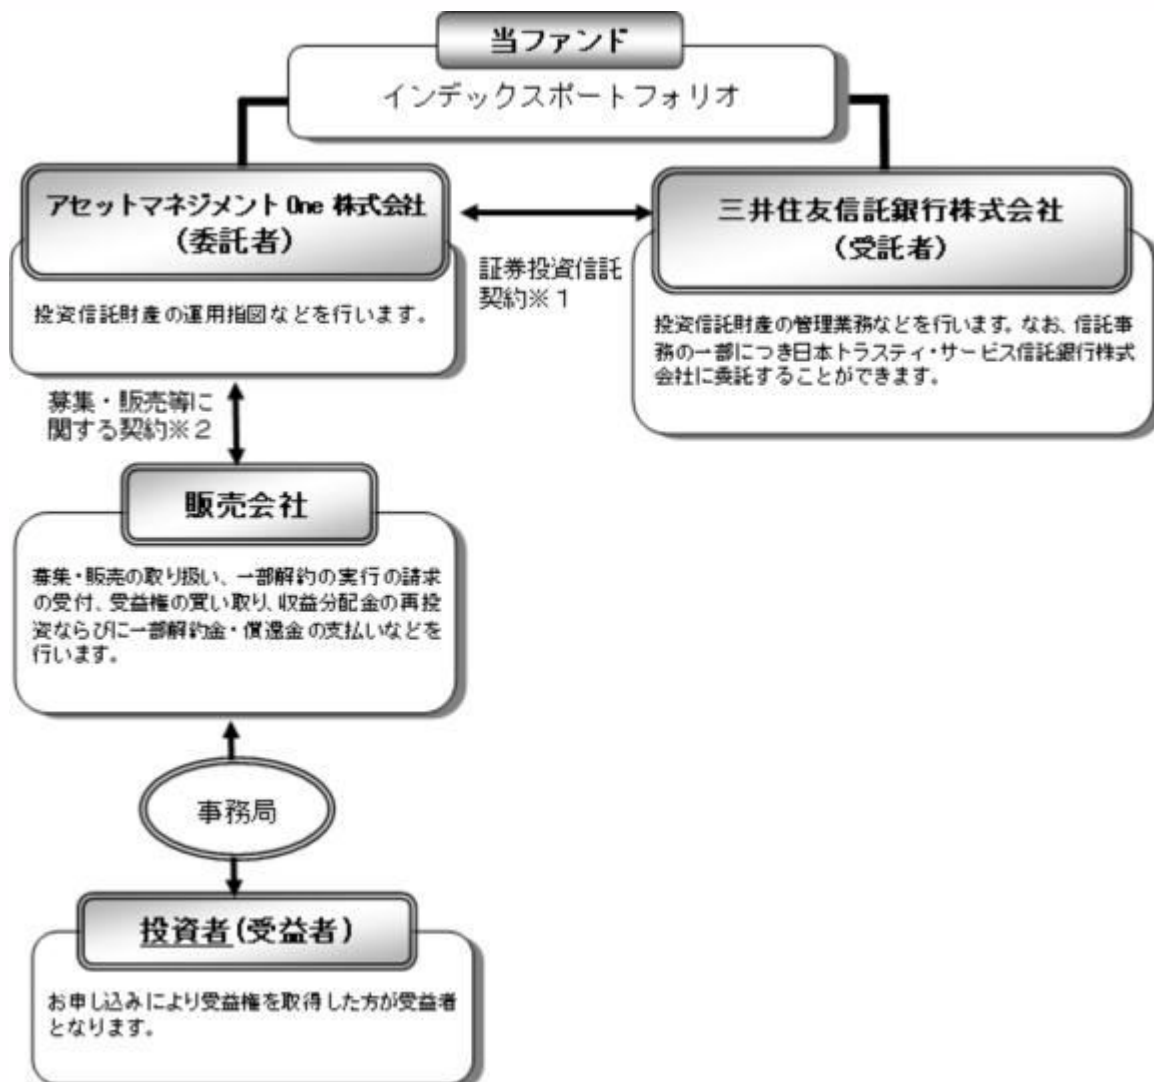 当ファンド
インデックスポートフォリオ
アセットマネジメント One 株式会社
（委託者）
投資信託財産の運用指図などを行います。
証券投資信託
契約※１
三井住友信託銀行株式会社
（受託者）
投資信託財産の管理業務などを行います。なお、信託事
務の一部につき日本トラスティ・サービス信託銀行株式
会社に委託することができます。
募集・販売等に
関する契約※２
販売会社
募集・販売の取り扱い、一部解約の実行の請求
の受付、受益権の買い取り、収益分配金の再投
資ならびに一部解約金・償還金の支払いなどを
行います。
事務局
投資者(受益者)
お申し込みにより受益権を取得した方が受益者
となります。